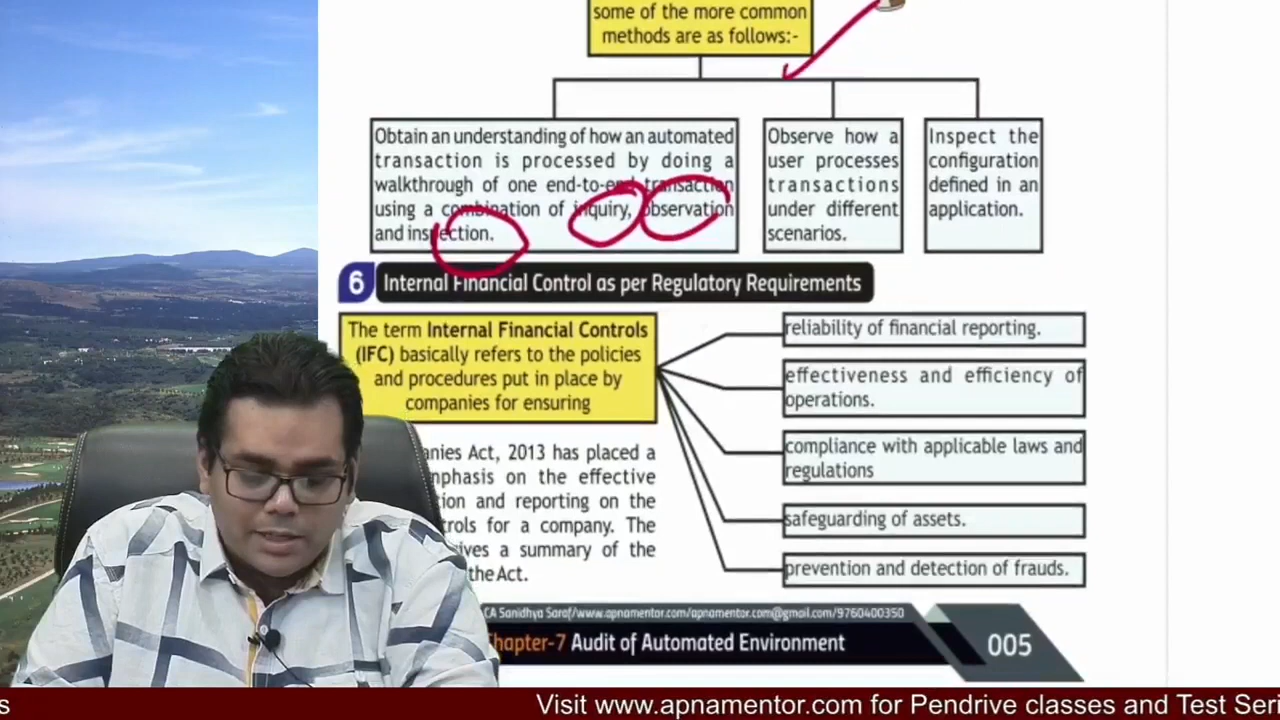 some of the more common
methods are as follows:-
Obtain an understanding of how an automated
transaction is processed by doing a
walkthrough of one end-to-end transaction
using a combination of inquiry, observation
and inspection.
Observe how a
user processes
transactions
under different
scenarios.
Inspect the
configuration
defined in an
application.
6 Internal Financial Control as per Regulatory Requirements
The term Internal Financial Controls
(IFC) basically refers to the policies
and procedures put in place by
companies for ensuring
reliability of financial reporting.
effectiveness and efficiency of
operations.
compliance with applicable laws and
regulations
safeguarding of assets.
prevention and detection of frauds.
Act, 2013 has placed a
on the effective
and reporting on the
for a company. The
a summary of the
the Act.
CA Sanidhya Saraf/www.apnamentor.com/apnamentor.com@gmail.com/9760400350
Chapter-7 Audit of Automated Environment
005
s
Visit www.apnamentor.com for Pendrive classes and Test Seri